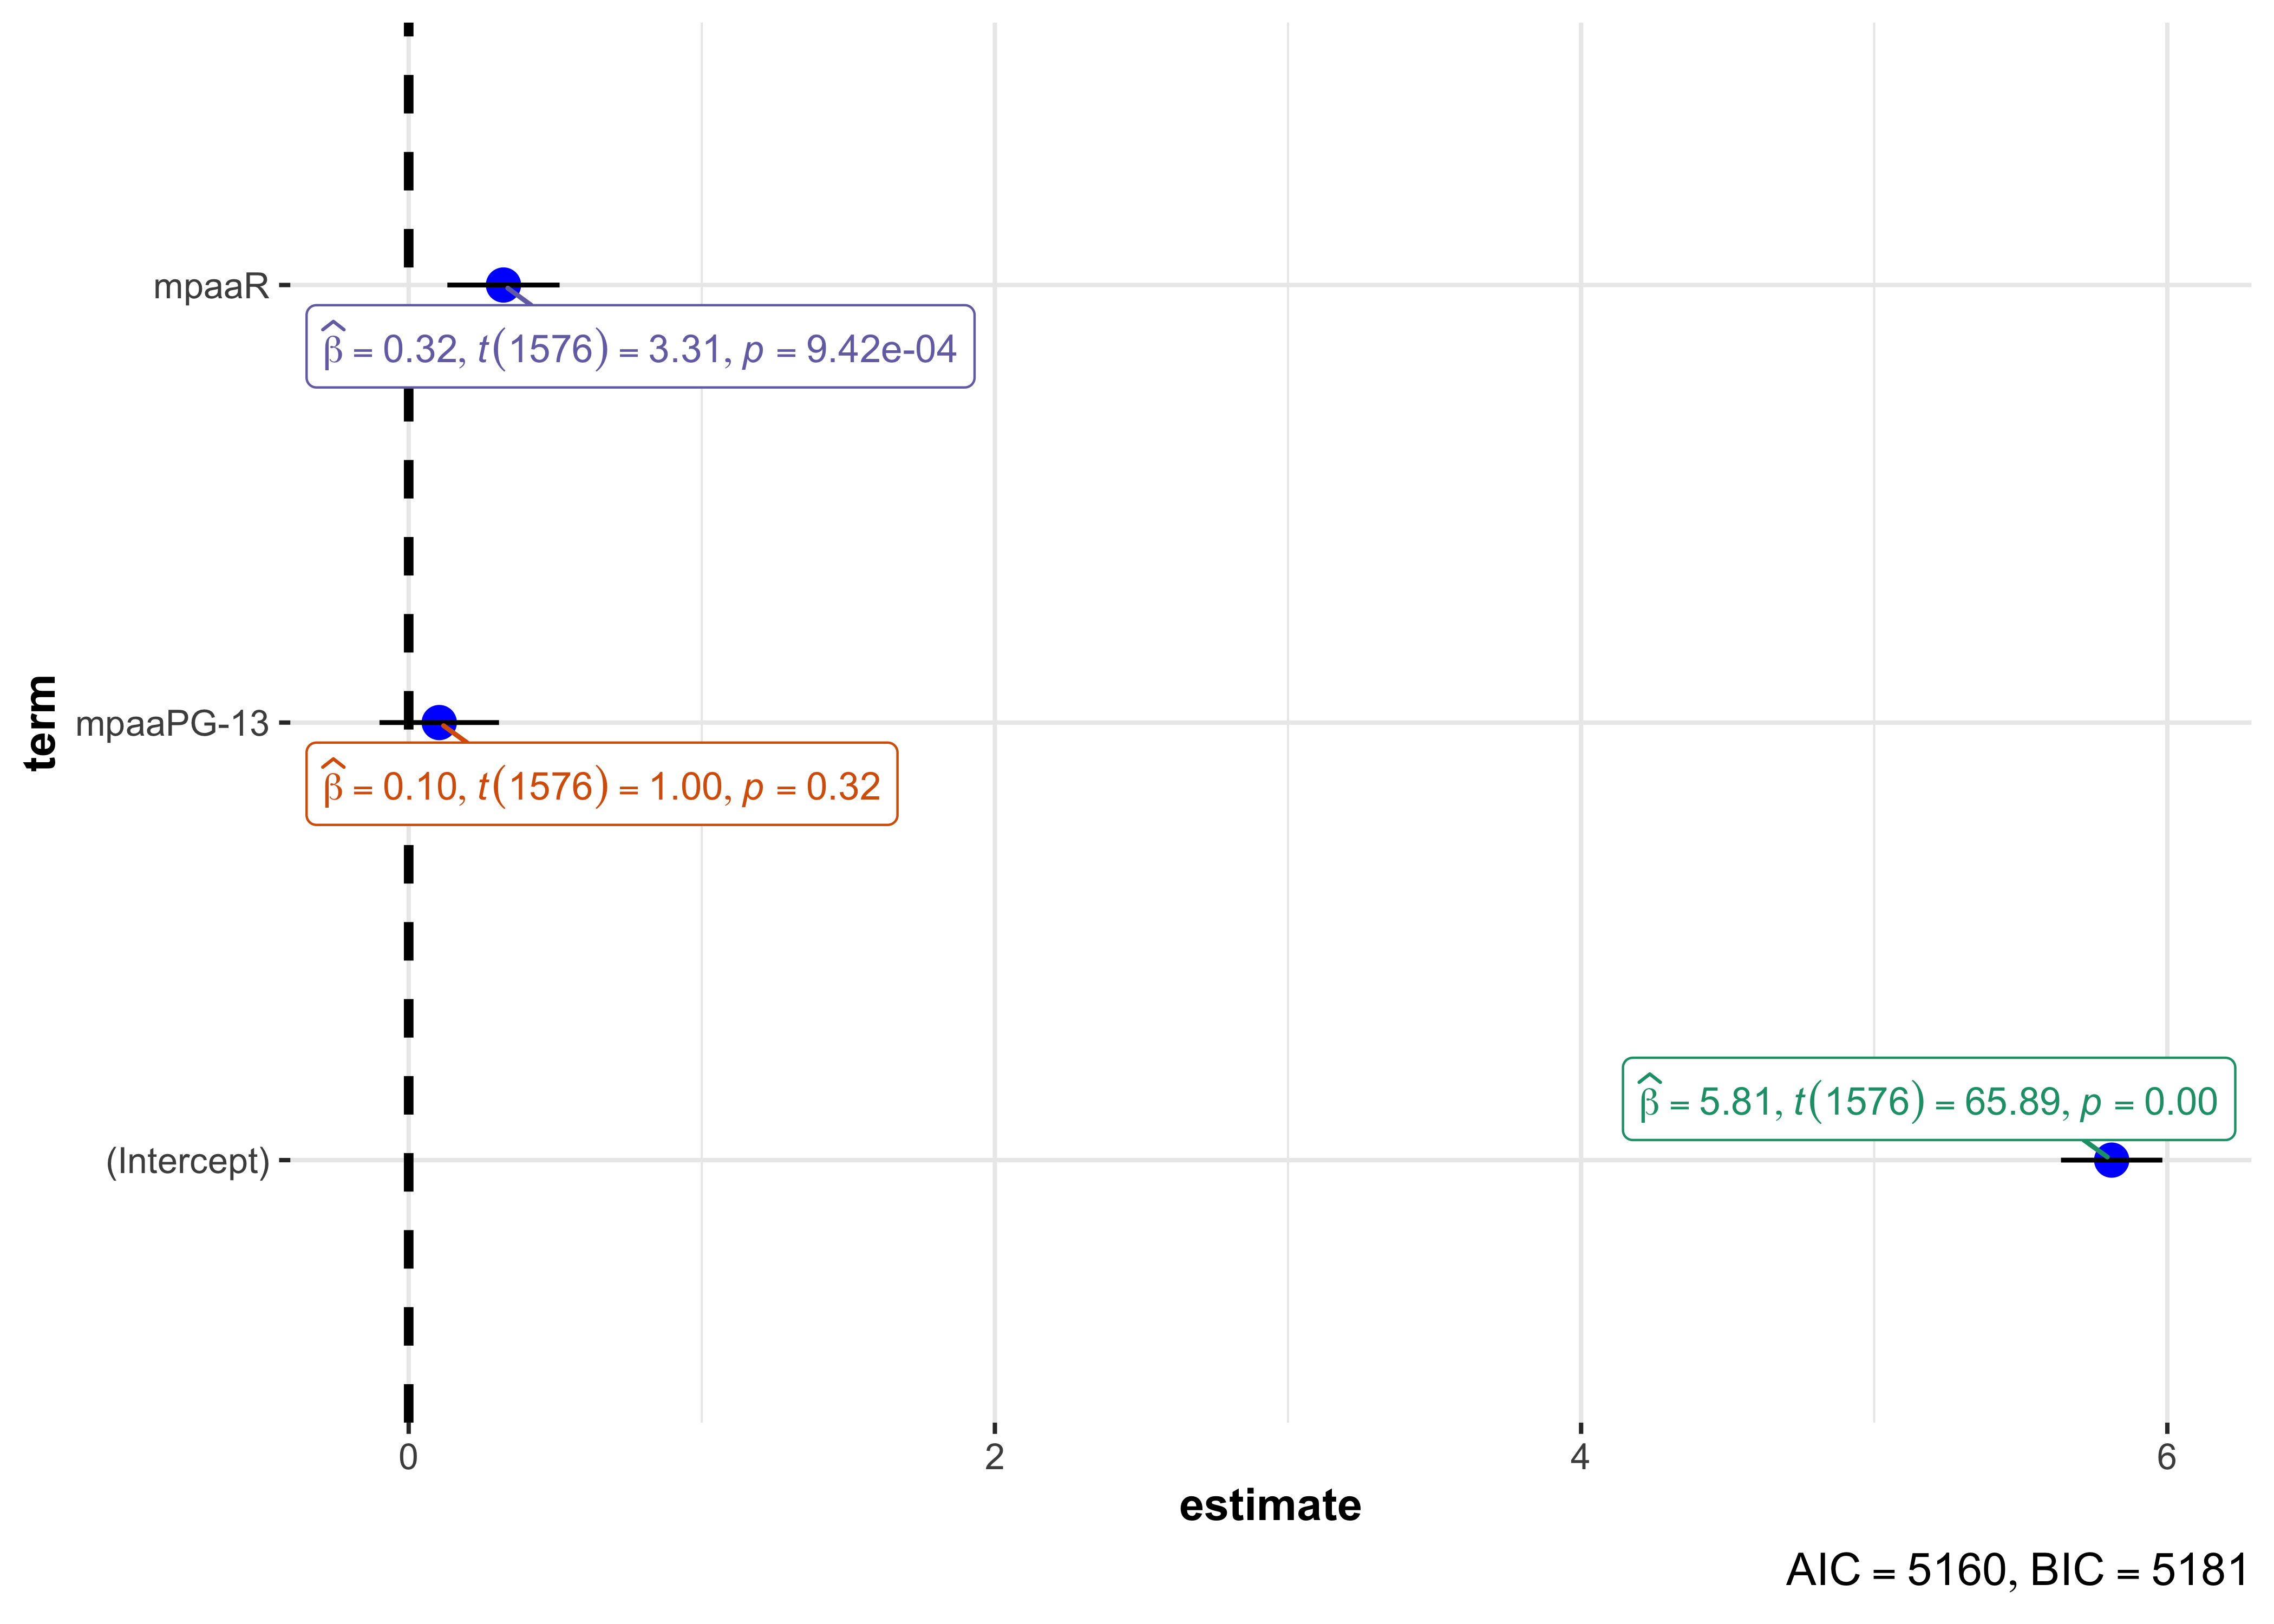 mpaaR
β̂ = 0.32, t(1576) = 3.31, p = 9.42e-04
term
mpaaPG-13
β̂ = 0.10, t(1576) = 1.00, p = 0.32
β̂ = 5.81, t(1576) = 65.89, p = 0.00
(Intercept)
0 2 4 6
estimate
AIC = 5160, BIC = 5181